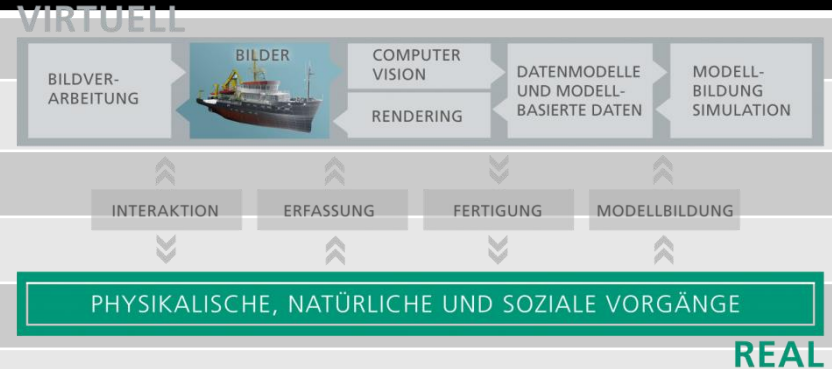 VIRTUELL
BILDVER-
ARBEITUNG
BILDER
COMPUTER
VISION
RENDERING
DATENMODELLE
UND MODELL-
BASIERTE DATEN
MODELL-
BILDUNG
SIMULATION
INTERAKTION
ERFASSUNG
FERTIGUNG
MODELLBILDUNG
PHYSIKALISCHE, NATÜRLICHE UND SOZIALE VORGÄNGE
REAL